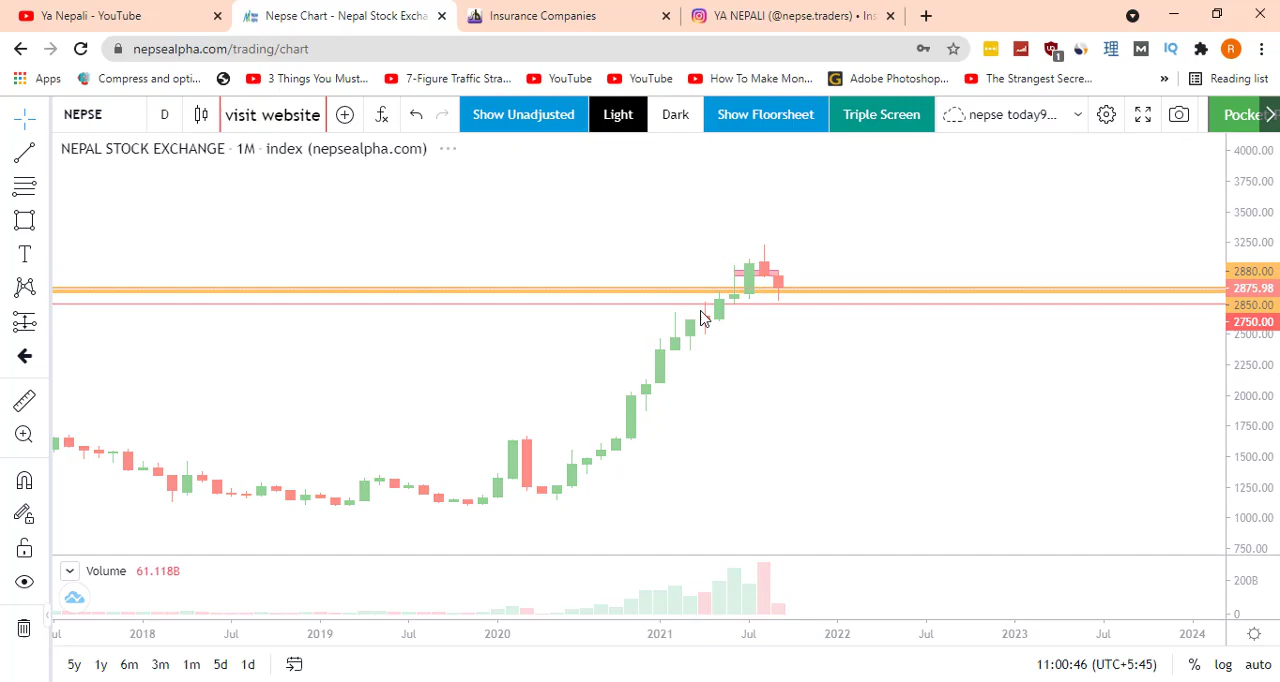 Ya Nepali - YouTube
Nepse Chart - Nepal Stock Excha
Insurance Companies
YA NEPALI (@nepse.traders) • Ins
nepsealpha.com/trading/chart
1
理
M
IQ
R
Apps
Compress and opti...
3 Things You Must...
7-Figure Traffic Stra...
YouTube
YouTube
How To Make Mon...
Adobe Photoshop...
The Strangest Secre...
»
Reading list
NEPSE
D
visit website
Show Unadjusted
Light
Dark
Show Floorsheet
Triple Screen
nepse today9...
Pocke
NEPAL STOCK EXCHANGE · 1M · index (nepsealpha.com)
4000.00
3750.00
3500.00
3250.00
2880.00
2875.98
2850.00
2750.00
2500.00
2250.00
2000.00
1750.00
1500.00
1250.00
1000.00
750.00
Volume 61.118B
200B
0
ul
2018
Jul
2019
Jul
2020
2021
Jul
2022
Jul
2023
Jul
2024
5y
1y
6m
3m
1m
5d
1d
11:00:46 (UTC+5:45)
%
log
auto